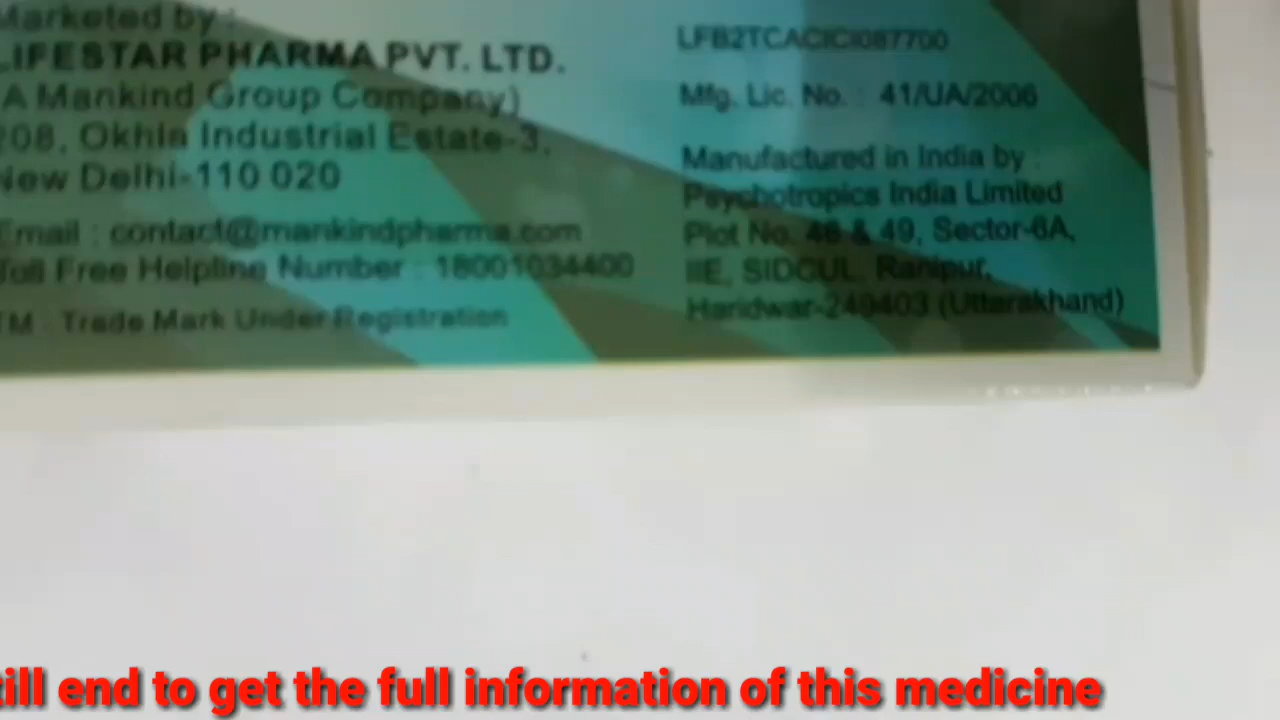 Marketed by :
LIFESTAR PHARMA PVT. LTD.
(A Mankind Group Company)
208, Okhla Industrial Estate-3,
New Delhi-110 020
Email : contact@mankindpharma.com
Toll Free Helpline Number : 18001034400
TM : Trade Mark Under Registration
Mfg. Lic. No. : 41/UA/2006
Manufactured in India by :
Psychotropics India Limited
Plot No. 46 & 49, Sector-6A,
IIE, SIDCUL, Ranipur,
Haridwar-249403 (Uttarakhand)
till end to get the full information of this medicine